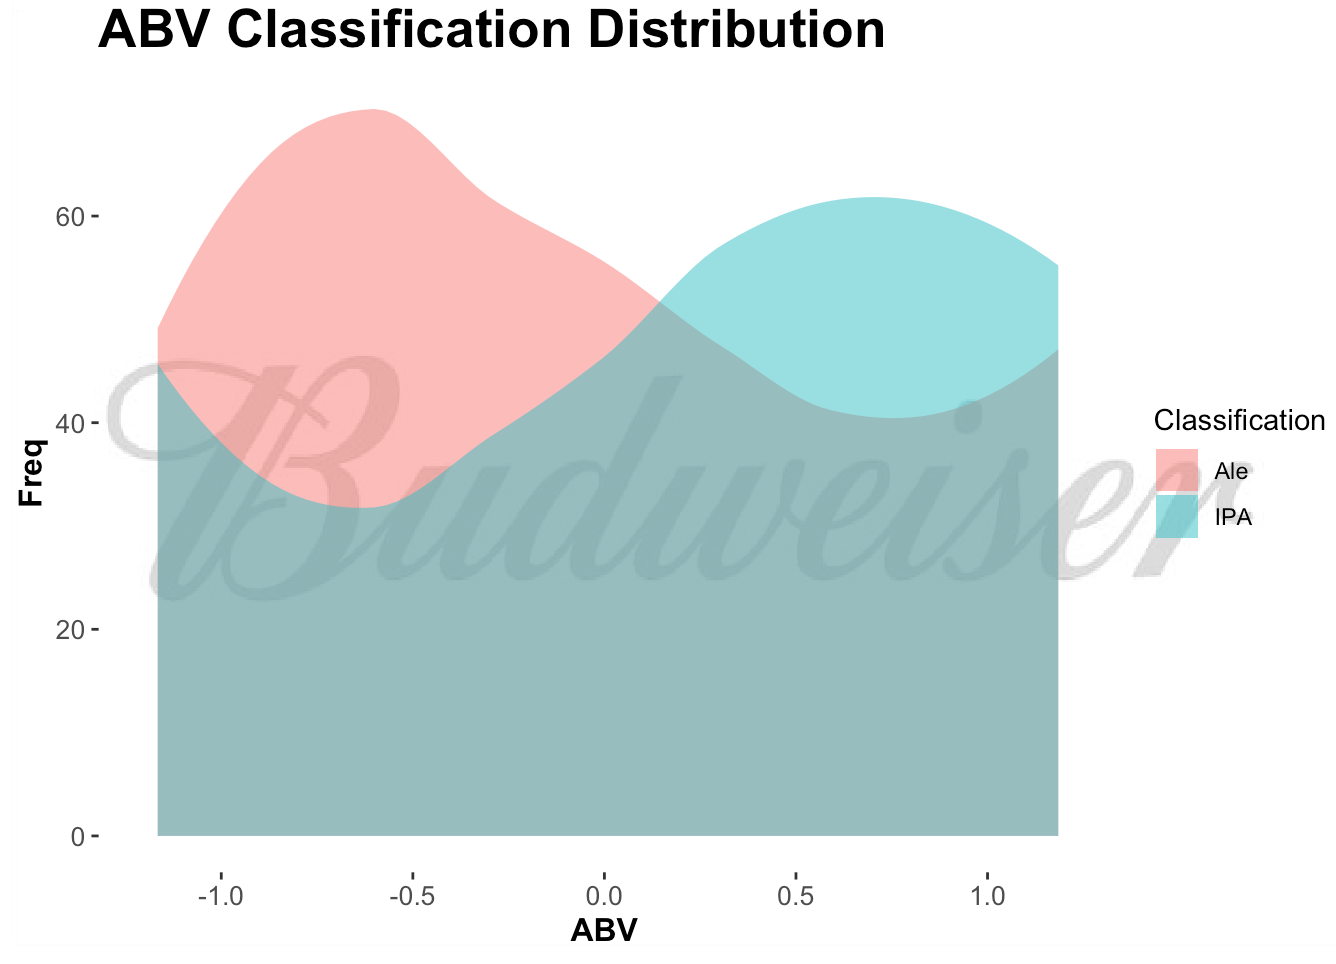 ABV Classification Distribution
Freq
60
40
20
0
Budweiser
-1.0 -0.5 0.0 0.5 1.0
ABV
Classification
Ale
IPA